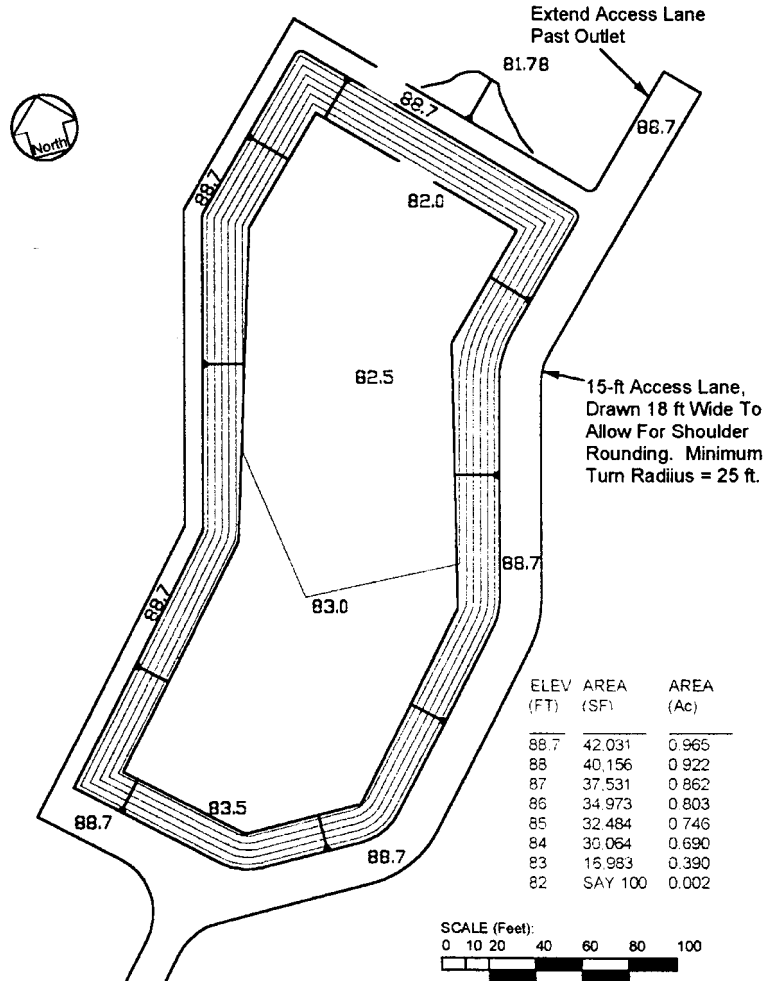 Extend Access Lane
Past Outlet
81.78
88.7
88.7
North
88.7
82.0
82.5
15-ft Access Lane,
Drawn 18 ft Wide To
Allow For Shoulder
Rounding. Minimum
Turn Radiius = 25 ft.
88.7
88.7
83.0
ELEV AREA AREA
(FT) (SF) (Ac)
88.7 42,031 0.965
88 40,156 0.922
87 37,531 0.862
86 34,973 0.803
85 32,484 0.746
84 30,064 0.690
83 16,983 0.390
82 SAY 100 0.002
83.5
88.7
88.7
SCALE (Feet):
0 10 20 40 60 80 100